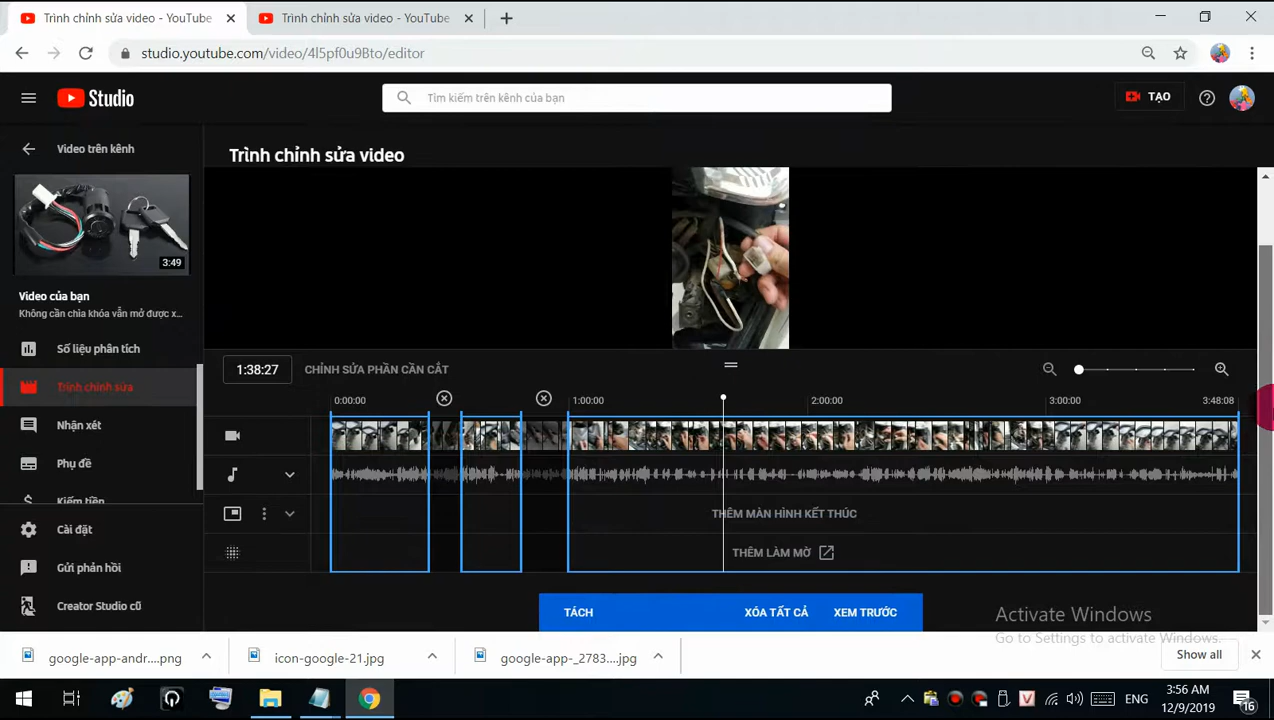 Trình chỉnh sửa video - YouTube
Trình chỉnh sửa video - YouTube
studio.youtube.com/video/4l5pf0u9Bto/editor
Studio
Tìm kiếm trên kênh của bạn
TẠO
Video trên kênh
Trình chỉnh sửa video
3:49
Video của bạn
Không cần chìa khóa vẫn mở được x...
Số liệu phân tích
Trình chỉnh sửa
Nhận xét
Phụ đề
Kiếm tiền
Cài đặt
Gửi phản hồi
Creator Studio cũ
1:38:27
CHỈNH SỬA PHẦN CẦN CẮT
0:00:00
1:00:00
2:00:00
3:00:00
3:48:08
THÊM MÀN HÌNH KẾT THÚC
THÊM LÀM MỜ
TÁCH
XÓA TẤT CẢ
XEM TRƯỚC
Activate Windows
Go to Settings to activate Windows.
google-app-andr....png
icon-google-21.jpg
google-app-_2783....jpg
Show all
ENG
3:56 AM
12/9/2019
16